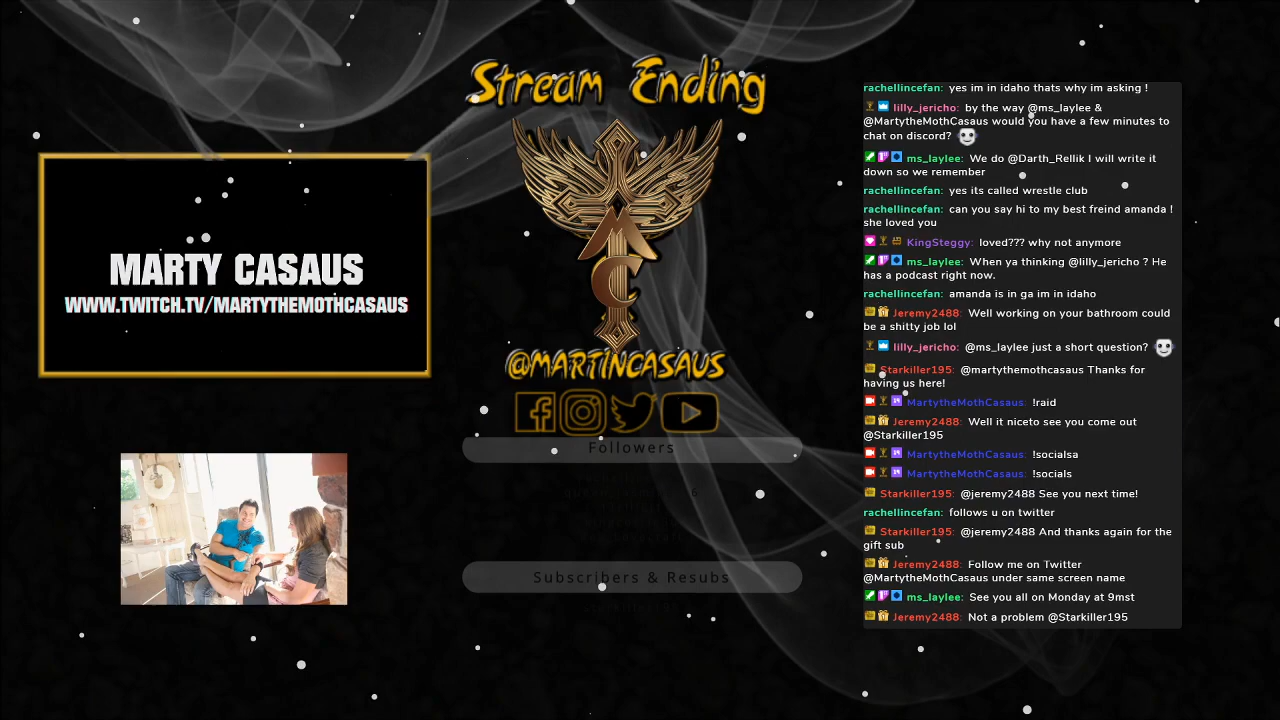 Stream Ending
MARTY CASAUS
WWW.TWITCH.TV/MARTYTHEMOTHCASAUS
MC
@MARTINCASAUS
Followers
Subscribers & Resubs
rachellincefan: yes im in idaho thats why im asking !
lilly_jericho: by the way @ms_laylee &
@MartytheMothCasaus would you have a few minutes to
chat on discord?
ms_laylee: We do @Darth_Rellik I will write it
down so we remember
rachellincefan: yes its called wrestle club
rachellincefan: can you say hi to my best freind amanda !
she loved you
KingSteggy: loved??? why not anymore
ms_laylee: When ya thinking @lilly_jericho ? He
has a podcast right now.
rachellincefan: amanda is in ga im in idaho
Jeremy2488: Well working on your bathroom could
be a shitty job lol
lilly_jericho: @ms_laylee just a short question?
Starkiller195: @martythemothcasaus Thanks for
having us here!
MartytheMothCasaus: !raid
Jeremy2488: Well it niceto see you come out
@Starkiller195
MartytheMothCasaus: !socialsa
MartytheMothCasaus: !socials
Starkiller195: @jeremy2488 See you next time!
rachellincefan: follows u on twitter
Starkiller195: @jeremy2488 And thanks again for the
gift sub
Jeremy2488: Follow me on Twitter
@MartytheMothCasaus under same screen name
ms_laylee: See you all on Monday at 9mst
Jeremy2488: Not a problem @Starkiller195